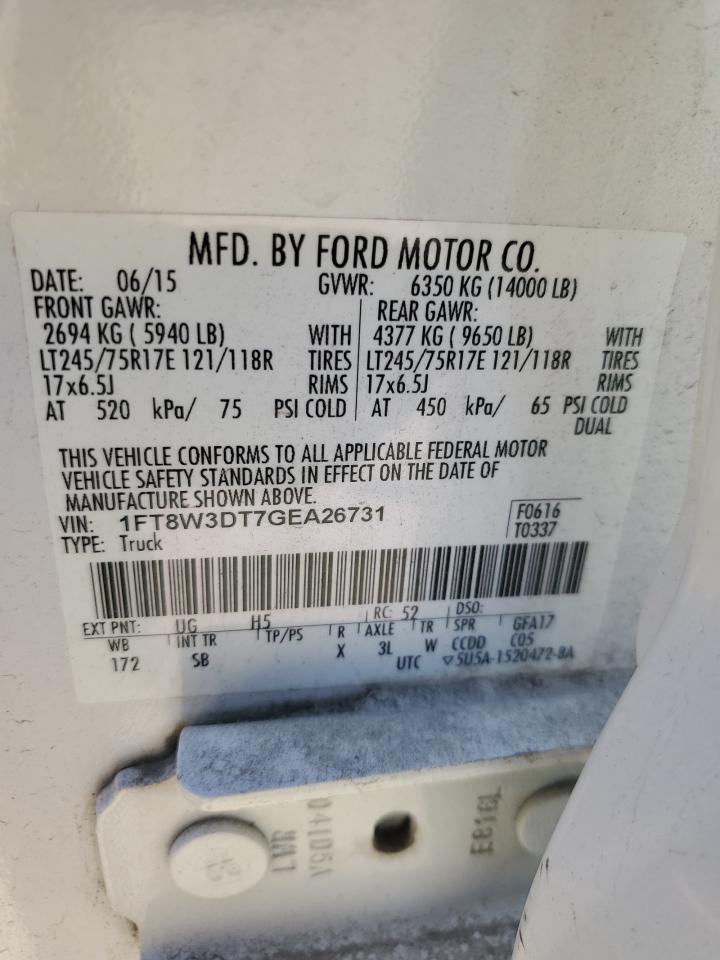 MFD. BY FORD MOTOR CO.
DATE: 06/15 GVWR: 6350 KG (14000 LB)
FRONT GAWR: REAR GAWR:
2694 KG ( 5940 LB) WITH 4377 KG ( 9650 LB) WITH
LT245/75R17E 121/118R TIRES LT245/75R17E 121/118R TIRES
17x6.5J RIMS 17x6.5J RIMS
AT 520 kPa/ 75 PSI COLD AT 450 kPa/ 65 PSI COLD
DUAL
THIS VEHICLE CONFORMS TO ALL APPLICABLE FEDERAL MOTOR
VEHICLE SAFETY STANDARDS IN EFFECT ON THE DATE OF
MANUFACTURE SHOWN ABOVE.
VIN: 1FT8W3DT7GEA26731 F0616
TYPE: Truck T0337
EXT PNT: UG H5 RC: 52 DSO:
WB INT TR TP/PS R AXLE TR SPR GFA17
172 SB X 3L W CCDD C05
UTC ▽5U5A-1520472-BA
LWR
041D5A
E816L